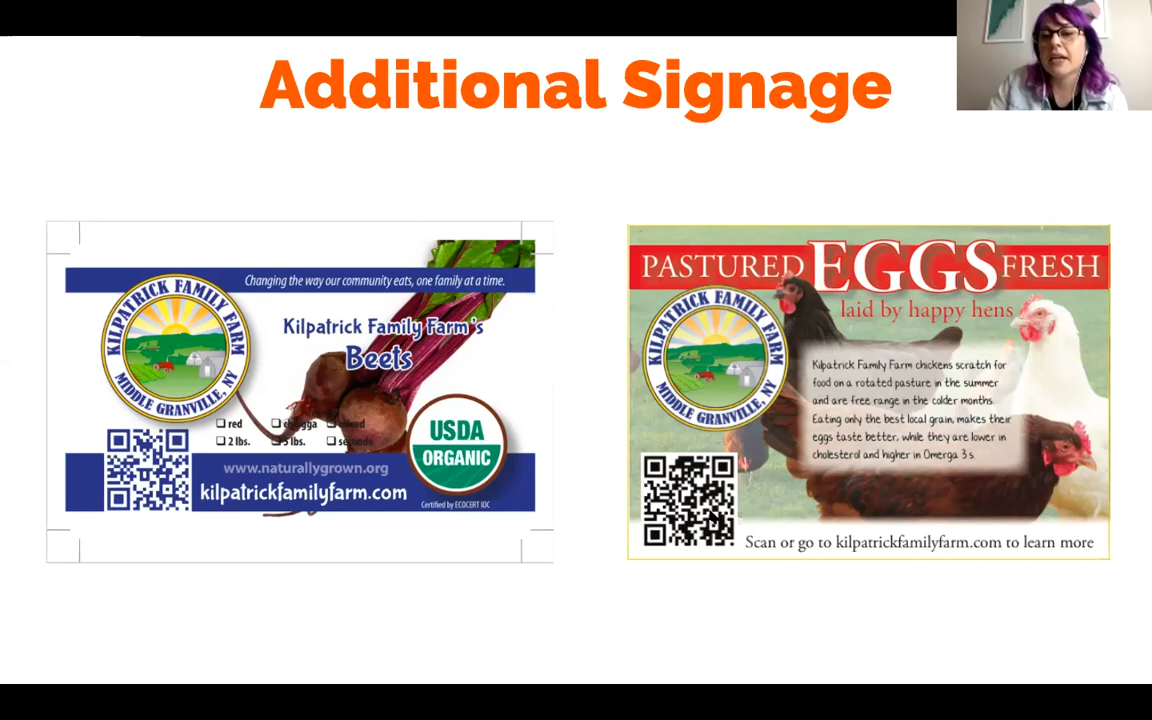 Additional Signage
Changing the way our community eats, one family at a time.
KILPATRICK FAMILY FARM
MIDDLE GRANVILLE, NY
Kilpatrick Family Farm's
Beets
red
2 lbs. 5 lbs.
USDA
ORGANIC
www.naturallygrown.org
kilpatrickfamilyfarm.com
Certified by ECOCERT IOC
PASTURED EGGS FRESH
laid by happy hens
KILPATRICK FAMILY FARM
MIDDLE GRANVILLE, NY
Kilpatrick Family Farm chickens scratch for
food on a rotated pasture in the summer
and are free range in the colder months.
Eating only the best local grain, makes their
eggs taste better, while they are lower in
cholesterol and higher in Omega 3s.
Scan or go to kilpatrickfamilyfarm.com to learn more